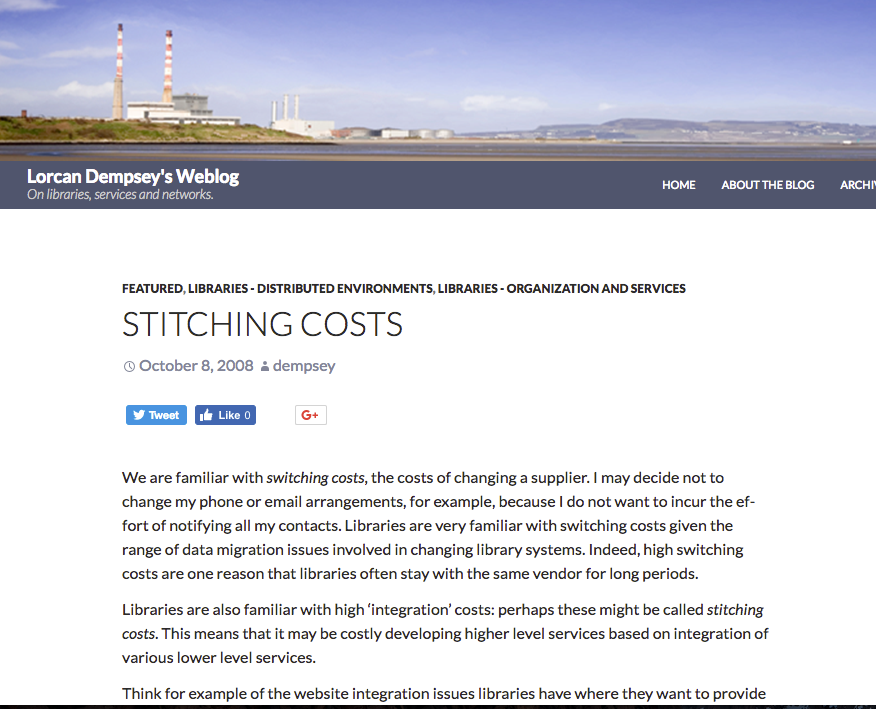 Lorcan Dempsey's Weblog
On libraries, services and networks.
HOME ABOUT THE BLOG ARCHIV
FEATURED, LIBRARIES - DISTRIBUTED ENVIRONMENTS, LIBRARIES - ORGANIZATION AND SERVICES
STITCHING COSTS
October 8, 2008 dempsey
Tweet Like 0 G+
We are familiar with switching costs, the costs of changing a supplier. I may decide not to
change my phone or email arrangements, for example, because I do not want to incur the ef-
fort of notifying all my contacts. Libraries are very familiar with switching costs given the
range of data migration issues involved in changing library systems. Indeed, high switching
costs are one reason that libraries often stay with the same vendor for long periods.
Libraries are also familiar with high ‘integration’ costs: perhaps these might be called stitching
costs. This means that it may be costly developing higher level services based on integration of
various lower level services.
Think for example of the website integration issues libraries have where they want to provide